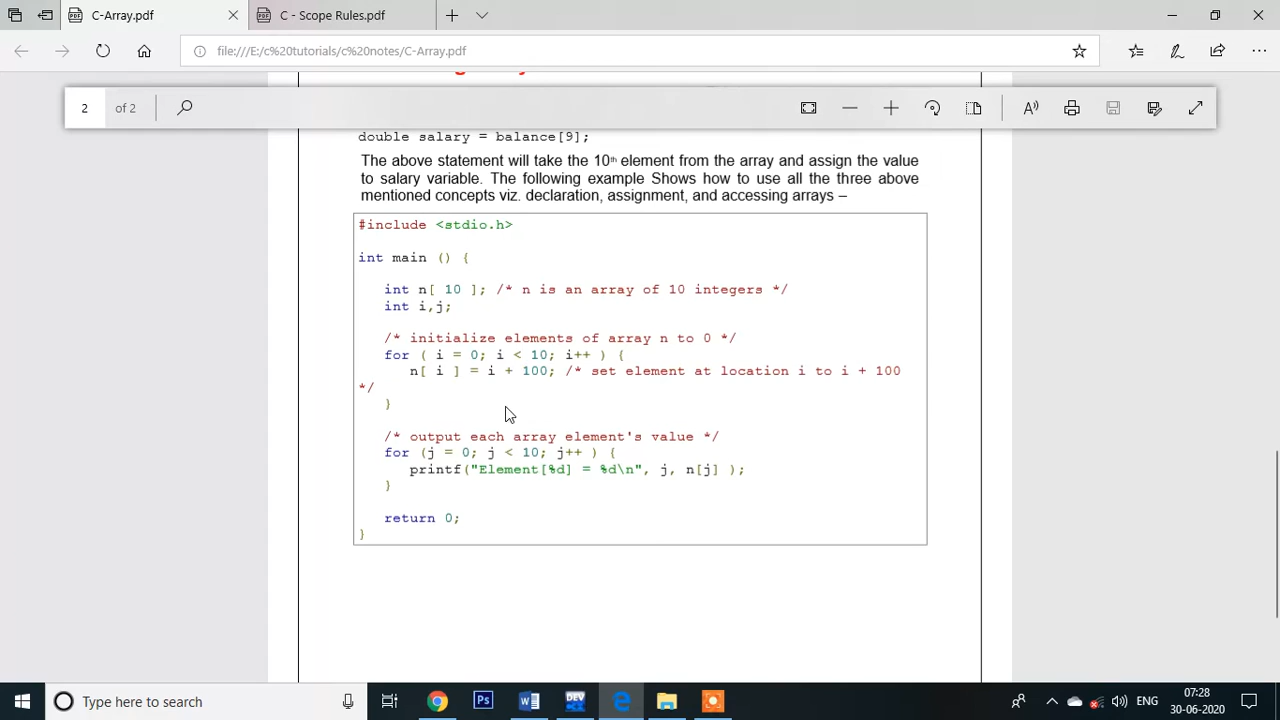 C-Array.pdf
C - Scope Rules.pdf
file:///E:/c%20tutorials/c%20notes/C-Array.pdf
2 of 2
double salary = balance[9];
The above statement will take the 10th element from the array and assign the value
to salary variable. The following example Shows how to use all the three above
mentioned concepts viz. declaration, assignment, and accessing arrays –
#include <stdio.h>
int main () {
int n[ 10 ]; /* n is an array of 10 integers */
int i,j;
/* initialize elements of array n to 0 */
for ( i = 0; i < 10; i++ ) {
n[ i ] = i + 100; /* set element at location i to i + 100
*/
}
/* output each array element's value */
for (j = 0; j < 10; j++ ) {
printf("Element[%d] = %d\n", j, n[j] );
}
return 0;
}
Type here to search
Ps
DEV
ENG
07:28
30-06-2020